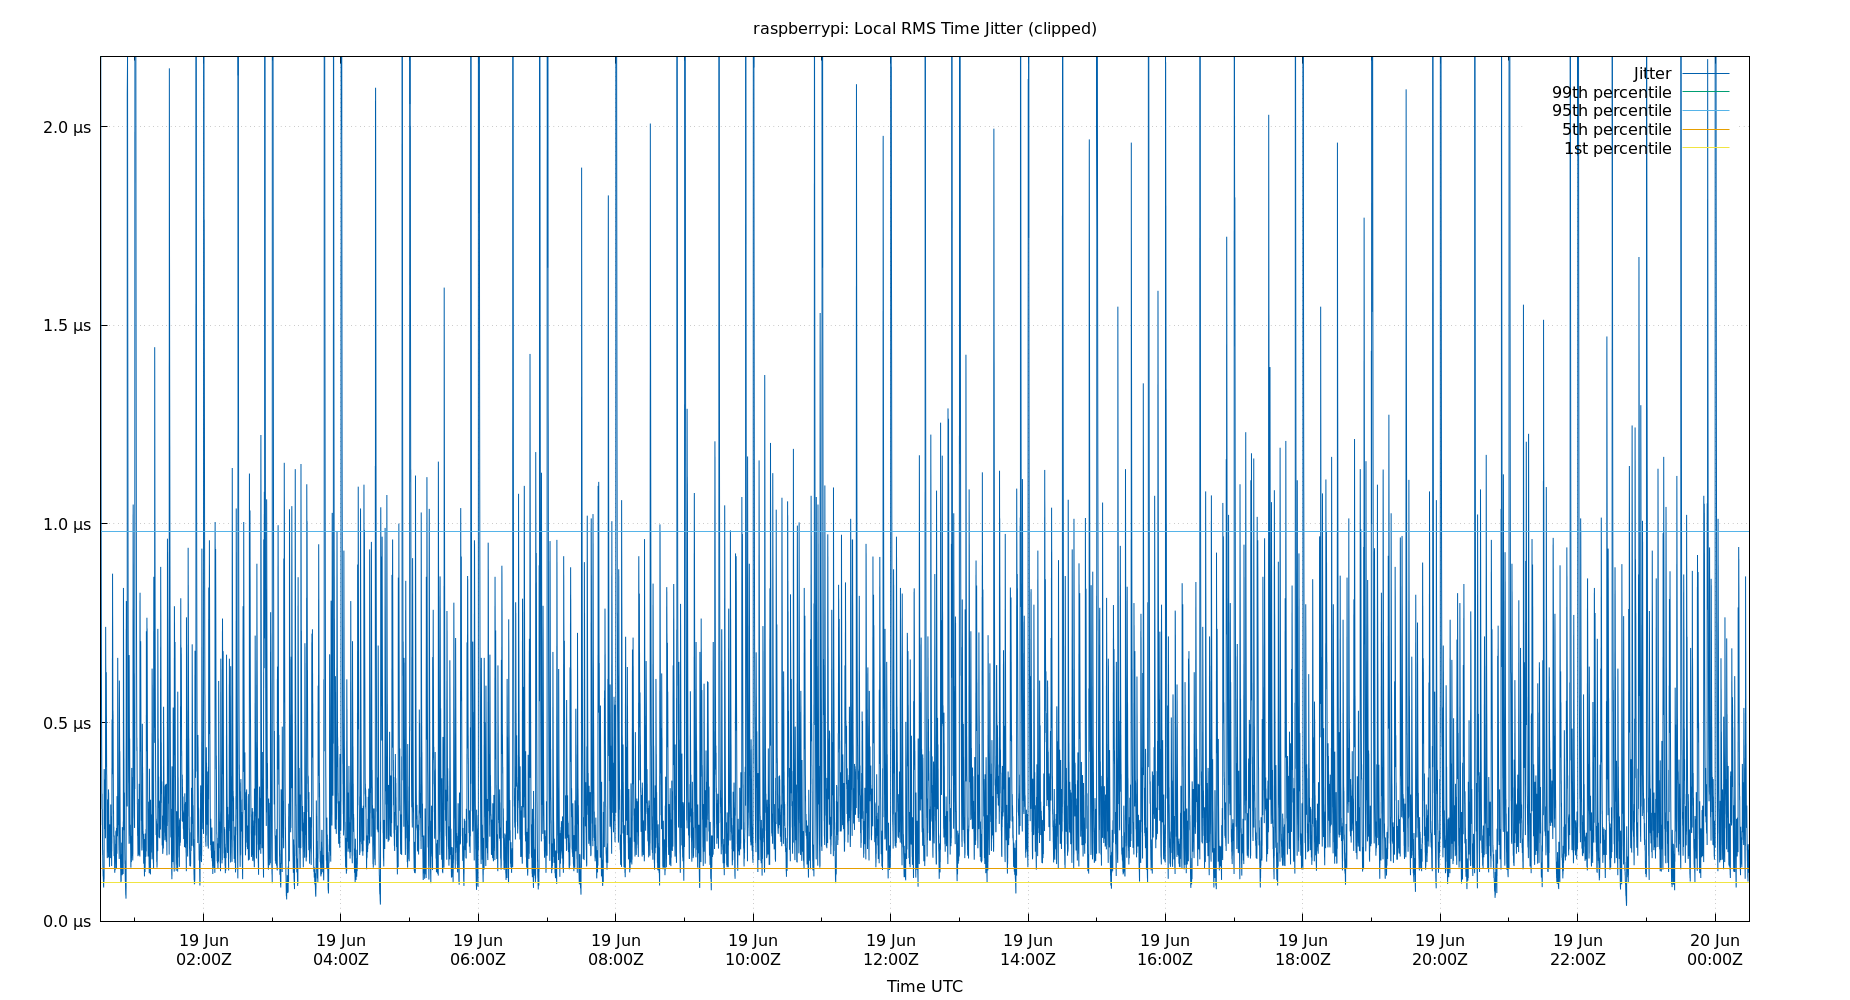 raspberrypi: Local RMS Time Jitter (clipped)
Jitter
99th percentile
95th percentile
5th percentile
1st percentile
2.0 µs
1.5 µs
1.0 µs
0.5 µs
0.0 µs
19 Jun 19 Jun 19 Jun 19 Jun 19 Jun 19 Jun 19 Jun 19 Jun 19 Jun 19 Jun 19 Jun 20 Jun
02:00Z 04:00Z 06:00Z 08:00Z 10:00Z 12:00Z 14:00Z 16:00Z 18:00Z 20:00Z 22:00Z 00:00Z
Time UTC